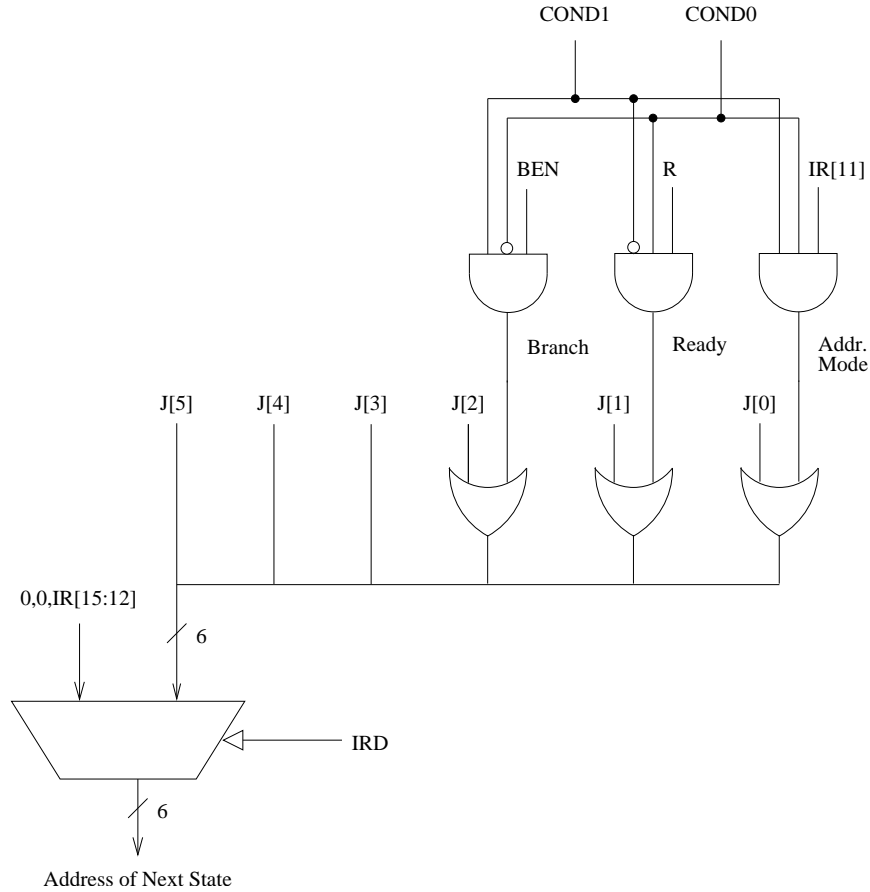 COND1
COND0
BEN
R
IR[11]
Branch
Ready
Addr.
Mode
J[5]
J[4]
J[3]
J[2]
J[1]
J[0]
0,0,IR[15:12]
6
IRD
6
Address of Next State